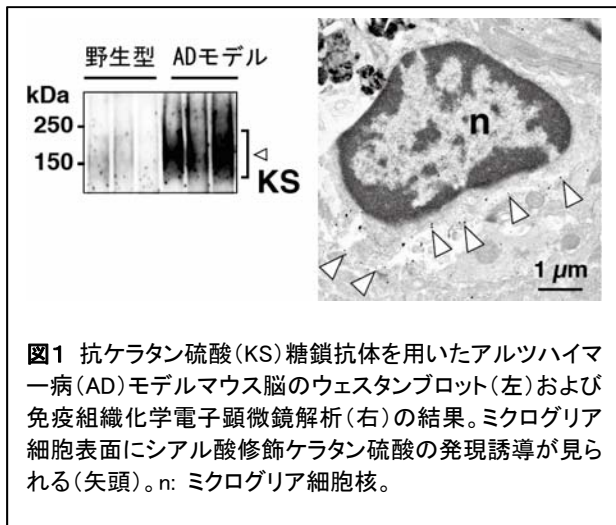 野生型 ADモデル
kDa
250
150
KS
n
1 μm
図1 抗ケラタン硫酸(KS)糖鎖抗体を用いたアルツハイマ
ー病(AD)モデルマウス脳のウェスタンブロット(左)および
免疫組織化学電子顕微鏡解析(右)の結果。ミクログリア
細胞表面にシアル酸修飾ケラタン硫酸の発現誘導が見ら
れる(矢頭)。n: ミクログリア細胞核。